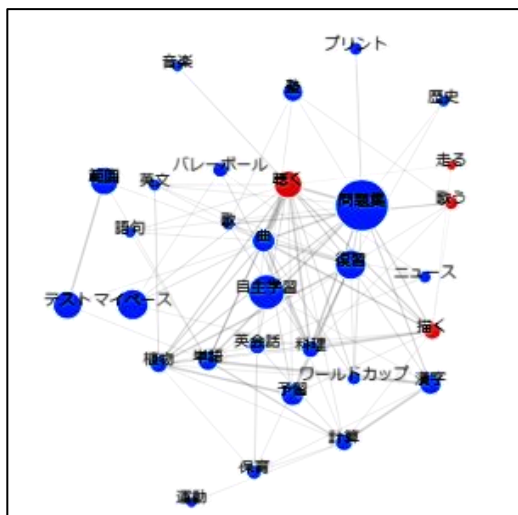 プリント
音楽
塾
歴史
走る
バレーボール
聴く
範囲
英文
歌う
問題集
歌
語句
曲
復習
ニュース
自主学習
テスト
マイペース
描く
英会話
料理
植物
単語
ワールドカップ
漢字
予習
計算
保育
運動